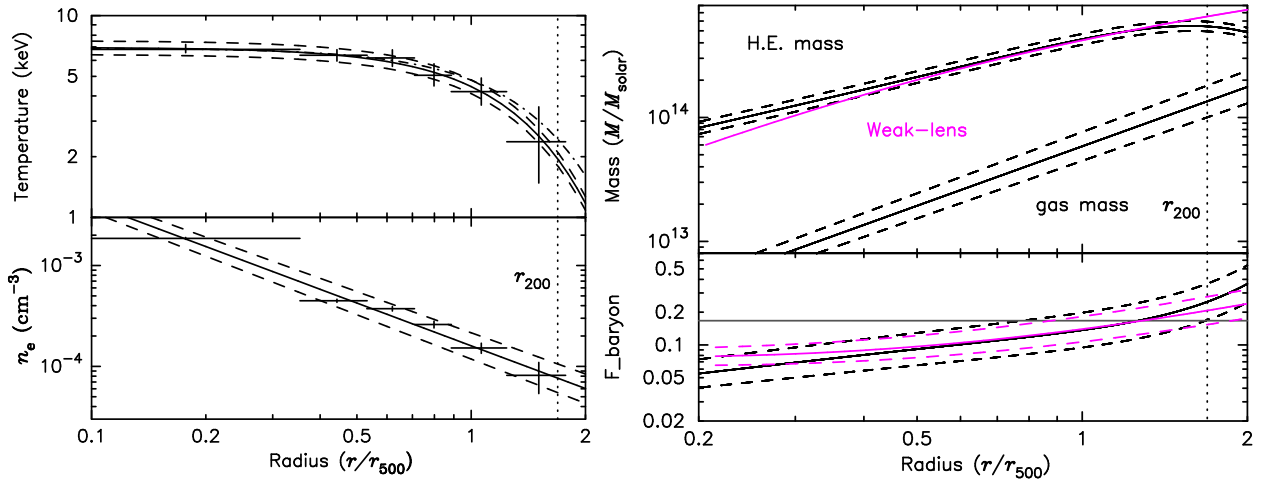 10
5
2
1
Temperature (keV)
10⁻³
10⁻⁴
nₑ (cm⁻³)
r₂₀₀
0.1
0.2
0.5
1
2
Radius (r/r₅₀₀)
H.E. mass
10¹⁴
Weak-lens
gas mass
r₂₀₀
10¹³
Mass (M/M_solar)
0.5
0.2
0.1
0.05
0.02
F_baryon
0.2
0.5
1
2
Radius (r/r₅₀₀)